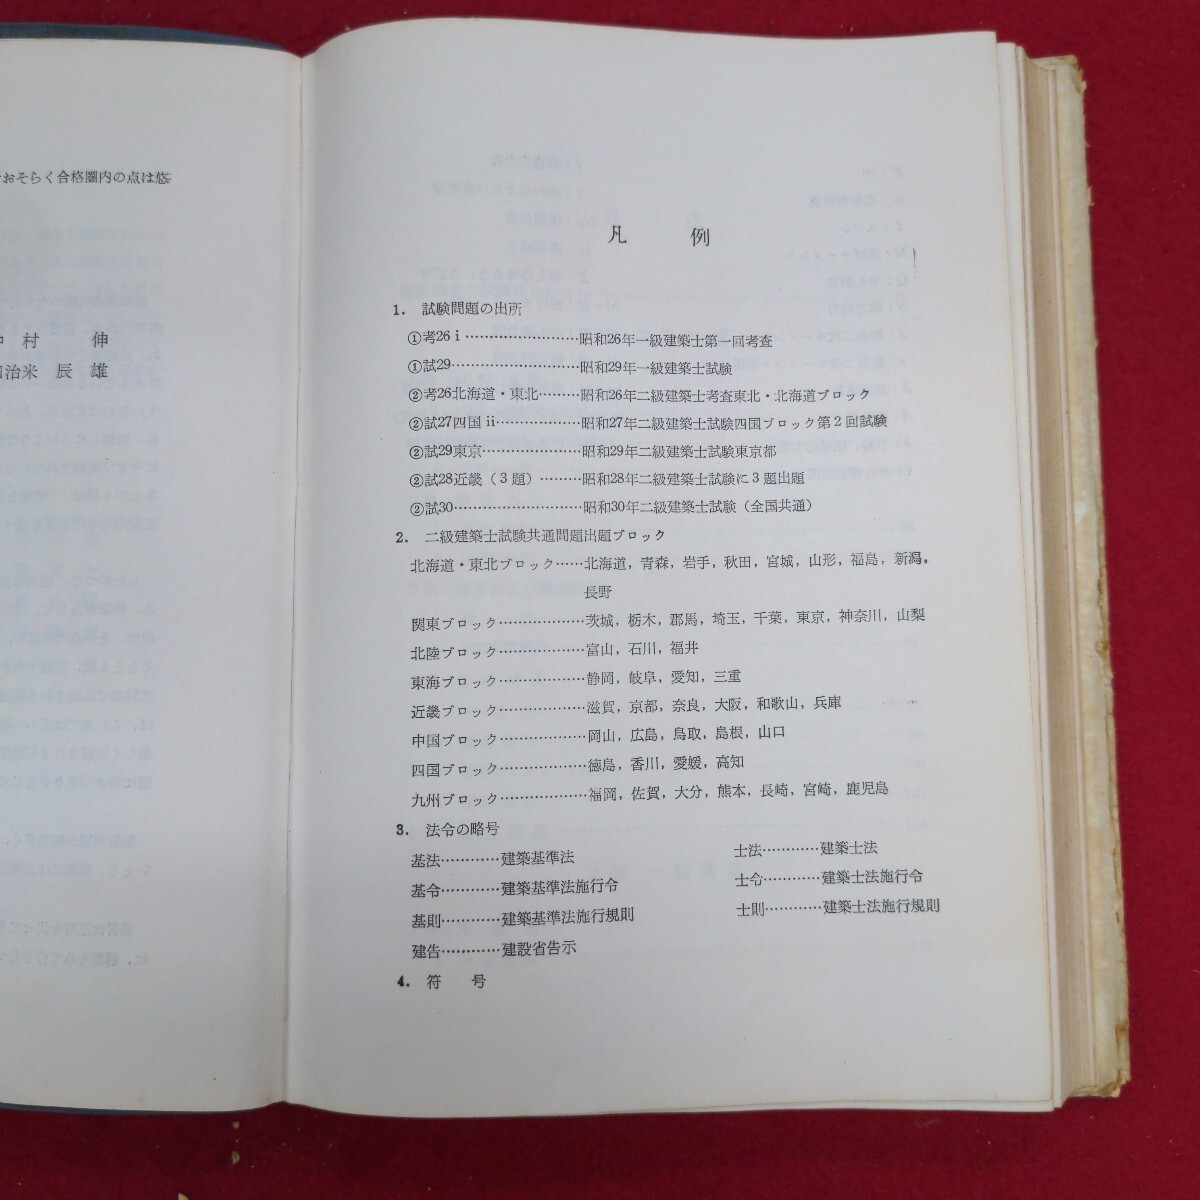 おそらく合格圏内の点は悠
村　伸
治米　辰　雄
凡　例
1.　試験問題の出所
①考26 i ……………………昭和26年一級建築士第一回考査
①試29………………………昭和29年一級建築士試験
②考26北海道・東北………昭和26年二級建築士考査東北・北海道ブロック
②試27四国 ii………………昭和27年二級建築士試験四国ブロック第2回試験
②試29東京…………………昭和29年二級建築士試験東京都
②試28近畿（3題）………昭和28年二級建築士試験に3題出題
②試30………………………昭和30年二級建築士試験（全国共通）
2.　二級建築士試験共通問題出題ブロック
北海道・東北ブロック……北海道，青森，岩手，秋田，宮城，山形，福島，新潟，
長野
関東ブロック………………茨城，栃木，郡馬，埼玉，千葉，東京，神奈川，山梨
北陸ブロック………………富山，石川，福井
東海ブロック………………静岡，岐阜，愛知，三重
近畿ブロック………………滋賀，京都，奈良，大阪，和歌山，兵庫
中国ブロック………………岡山，広島，鳥取，島根，山口
四国ブロック………………徳島，香川，愛媛，高知
九州ブロック………………福岡，佐賀，大分，熊本，長崎，宮崎，鹿児島
3.　法令の略号
基法…………建築基準法　士法…………建築士法
基令…………建築基準法施行令　士令…………建築士法施行令
基則…………建築基準法施行規則　士則…………建築士法施行規則
建告…………建設省告示
4.　符　号